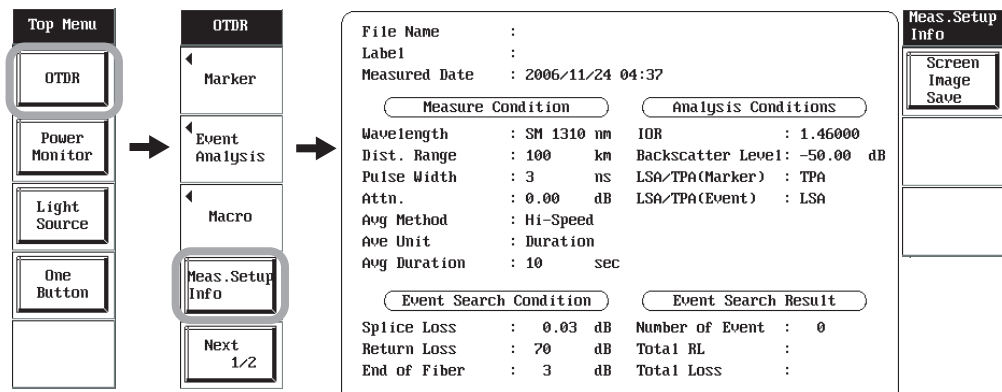 Top Menu
OTDR
Power
Monitor
Light
Source
One
Button
OTDR
Marker
Event
Analysis
Macro
Meas.Setup
Info
Next
1/2
File Name :
Label :
Measured Date : 2006/11/24 04:37
Measure Condition
Wavelength : SM 1310 nm
Dist. Range : 100 km
Pulse Width : 3 ns
Attn. : 0.00 dB
Avg Method : Hi-Speed
Ave Unit : Duration
Avg Duration : 10 sec
Analysis Conditions
IOR : 1.46000
Backscatter Level: -50.00 dB
LSA/TPA(Marker) : TPA
LSA/TPA(Event) : LSA
Event Search Condition
Splice Loss : 0.03 dB
Return Loss : 70 dB
End of Fiber : 3 dB
Event Search Result
Number of Event : 0
Total RL :
Total Loss :
Meas.Setup
Info
Screen
Image
Save